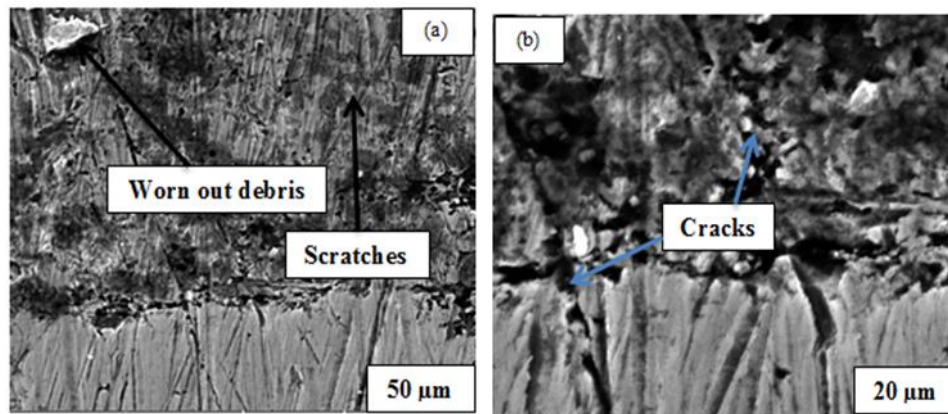 (a)
Worn out debris
Scratches
50 µm
(b)
Cracks
20 µm